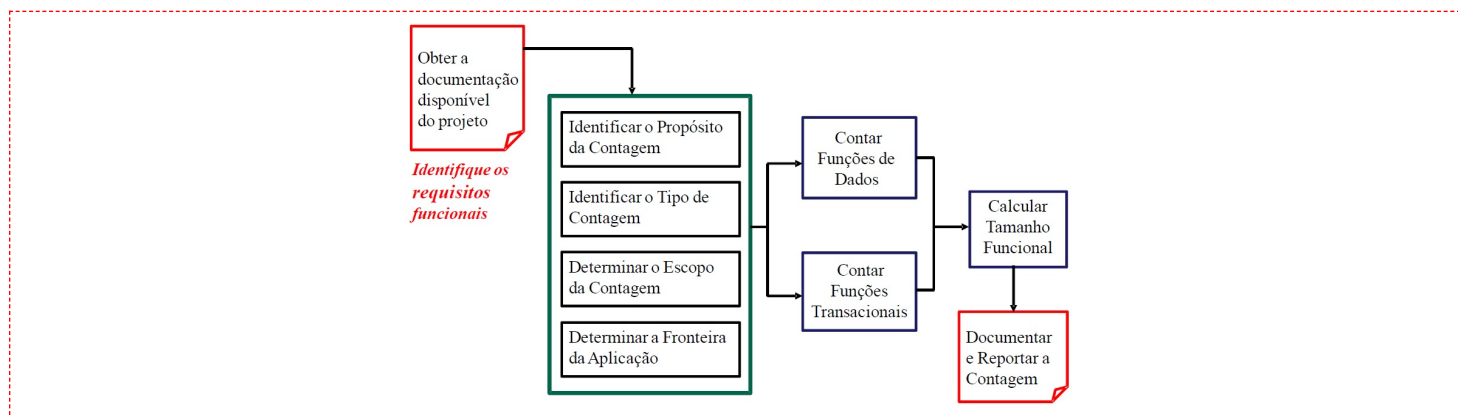 Obter a
documentação
disponível
do projeto
Identifique os
requisitos
funcionais
Identificar o Propósito
da Contagem
Identificar o Tipo de
Contagem
Determinar o Escopo
da Contagem
Determinar a Fronteira
da Aplicação
Contar
Funções de
Dados
Contar
Funções
Transacionais
Calcular
Tamanho
Funcional
Documentar
e Reportar a
Contagem